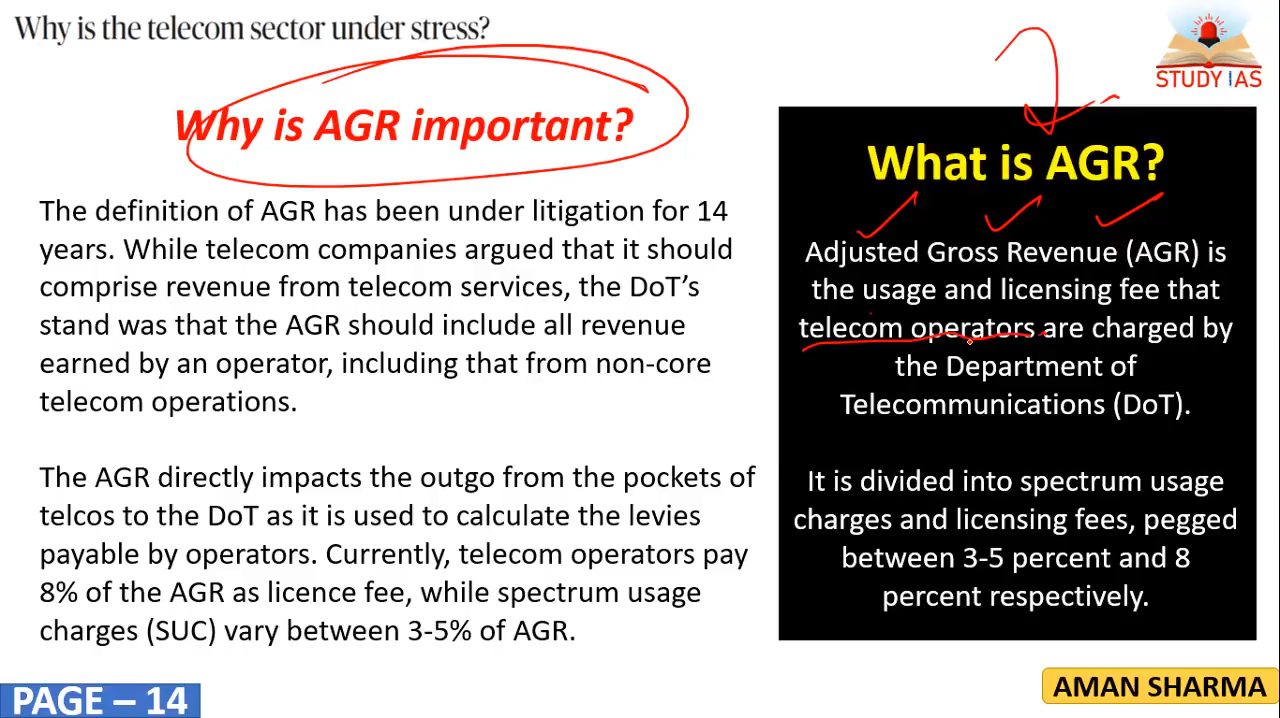 Why is the telecom sector under stress?
STUDY IAS
Why is AGR important?
The definition of AGR has been under litigation for 14
years. While telecom companies argued that it should
comprise revenue from telecom services, the DoT’s
stand was that the AGR should include all revenue
earned by an operator, including that from non-core
telecom operations.
The AGR directly impacts the outgo from the pockets of
telcos to the DoT as it is used to calculate the levies
payable by operators. Currently, telecom operators pay
8% of the AGR as licence fee, while spectrum usage
charges (SUC) vary between 3-5% of AGR.
What is AGR?
Adjusted Gross Revenue (AGR) is
the usage and licensing fee that
telecom operators are charged by
the Department of
Telecommunications (DoT).
It is divided into spectrum usage
charges and licensing fees, pegged
between 3-5 percent and 8
percent respectively.
PAGE – 14
AMAN SHARMA